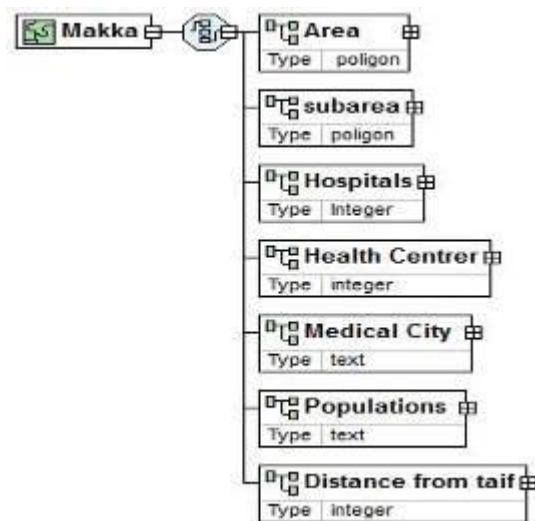 Makka
Area
Type poligon
subarea
Type poligon
Hospitals
Type Integer
Health Centrer
Type integer
Medical City
Type text
Populations
Type text
Distance from taif
Type integer